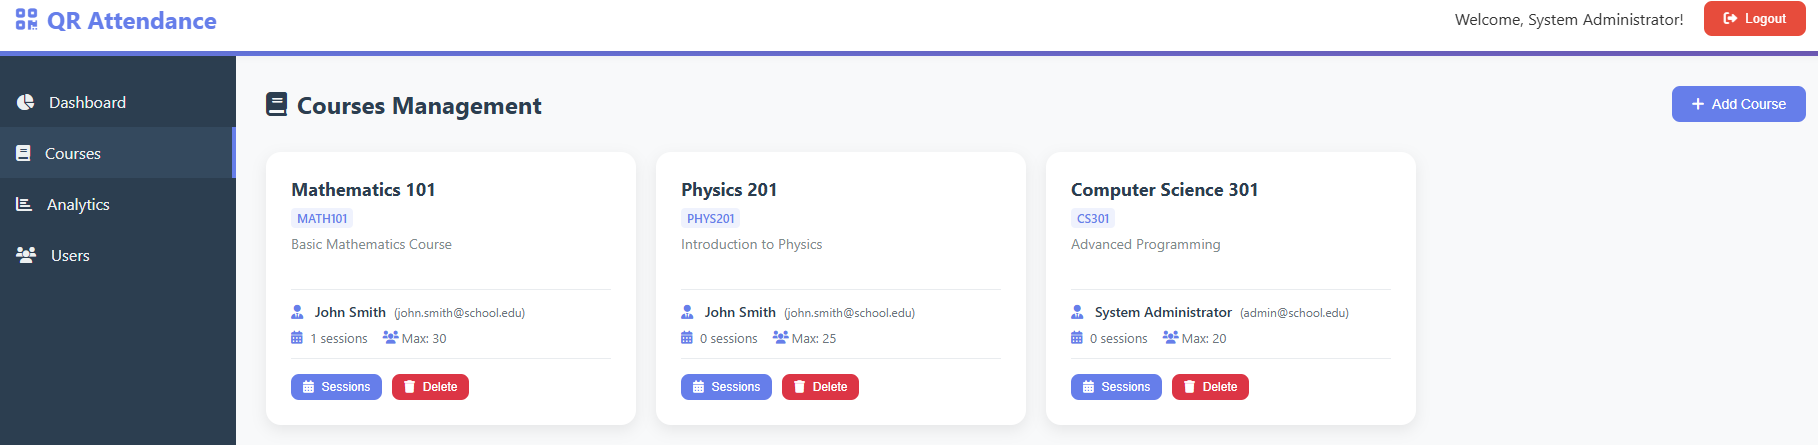 QR Attendance
Welcome, System Administrator!
Logout
Dashboard
Courses
Analytics
Users
Courses Management
Add Course
Mathematics 101
MATH101
Basic Mathematics Course
John Smith (john.smith@school.edu)
1 sessions Max: 30
Sessions Delete
Physics 201
PHYS201
Introduction to Physics
John Smith (john.smith@school.edu)
0 sessions Max: 25
Sessions Delete
Computer Science 301
CS301
Advanced Programming
System Administrator (admin@school.edu)
0 sessions Max: 20
Sessions Delete